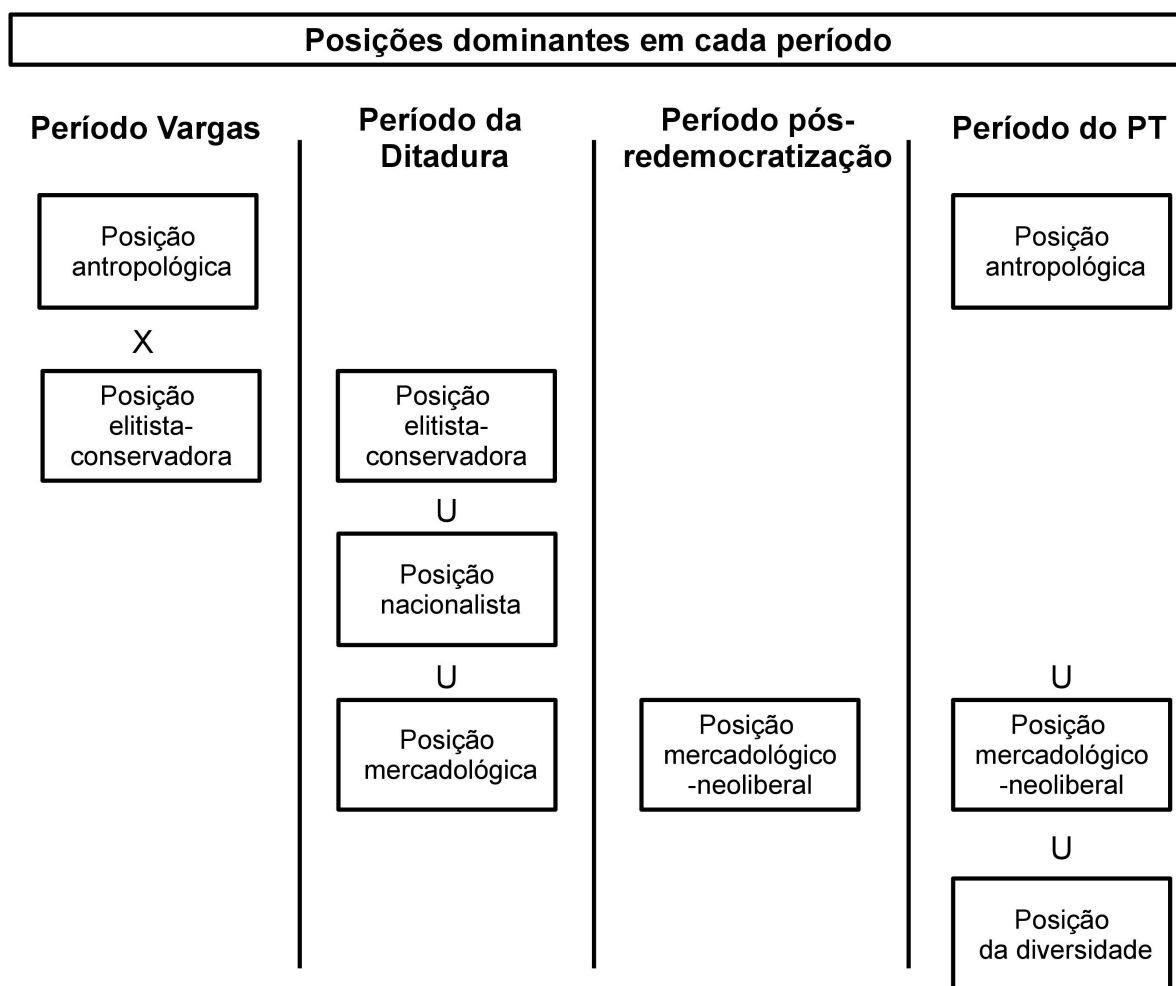 Posições dominantes em cada período
Período Vargas
Posição
antropológica
X
Posição
elitista-
conservadora
Período da
Ditadura
Posição
elitista-
conservadora
U
Posição
nacionalista
U
Posição
mercadológica
Período pós-
redemocratização
Posição
mercadológico
-neoliberal
Período do PT
Posição
antropológica
U
Posição
mercadológico
-neoliberal
U
Posição
da diversidade